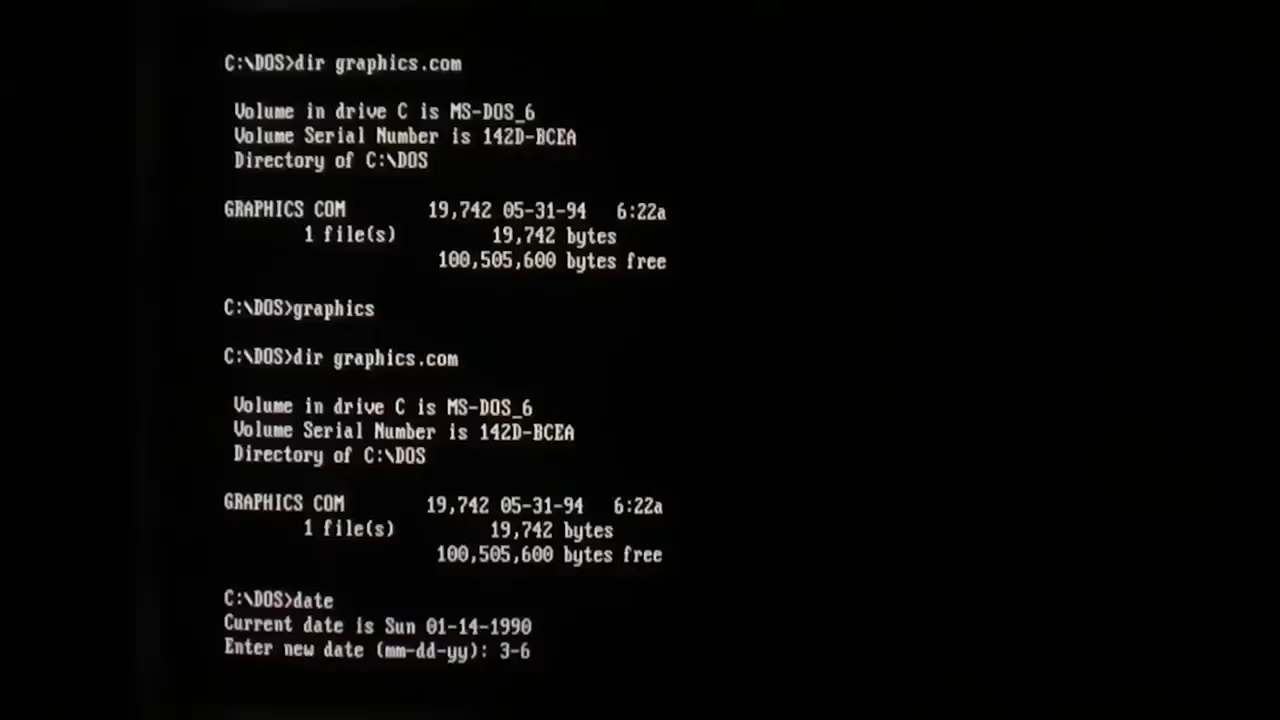 C:\DOS>dir graphics.com
Volume in drive C is MS-DOS_6
Volume Serial Number is 142D-BCEA
Directory of C:\DOS
GRAPHICS COM 19,742 05-31-94 6:22a
1 file(s) 19,742 bytes
100,505,600 bytes free
C:\DOS>graphics
C:\DOS>dir graphics.com
Volume in drive C is MS-DOS_6
Volume Serial Number is 142D-BCEA
Directory of C:\DOS
GRAPHICS COM 19,742 05-31-94 6:22a
1 file(s) 19,742 bytes
100,505,600 bytes free
C:\DOS>date
Current date is Sun 01-14-1990
Enter new date (mm-dd-yy): 3-6